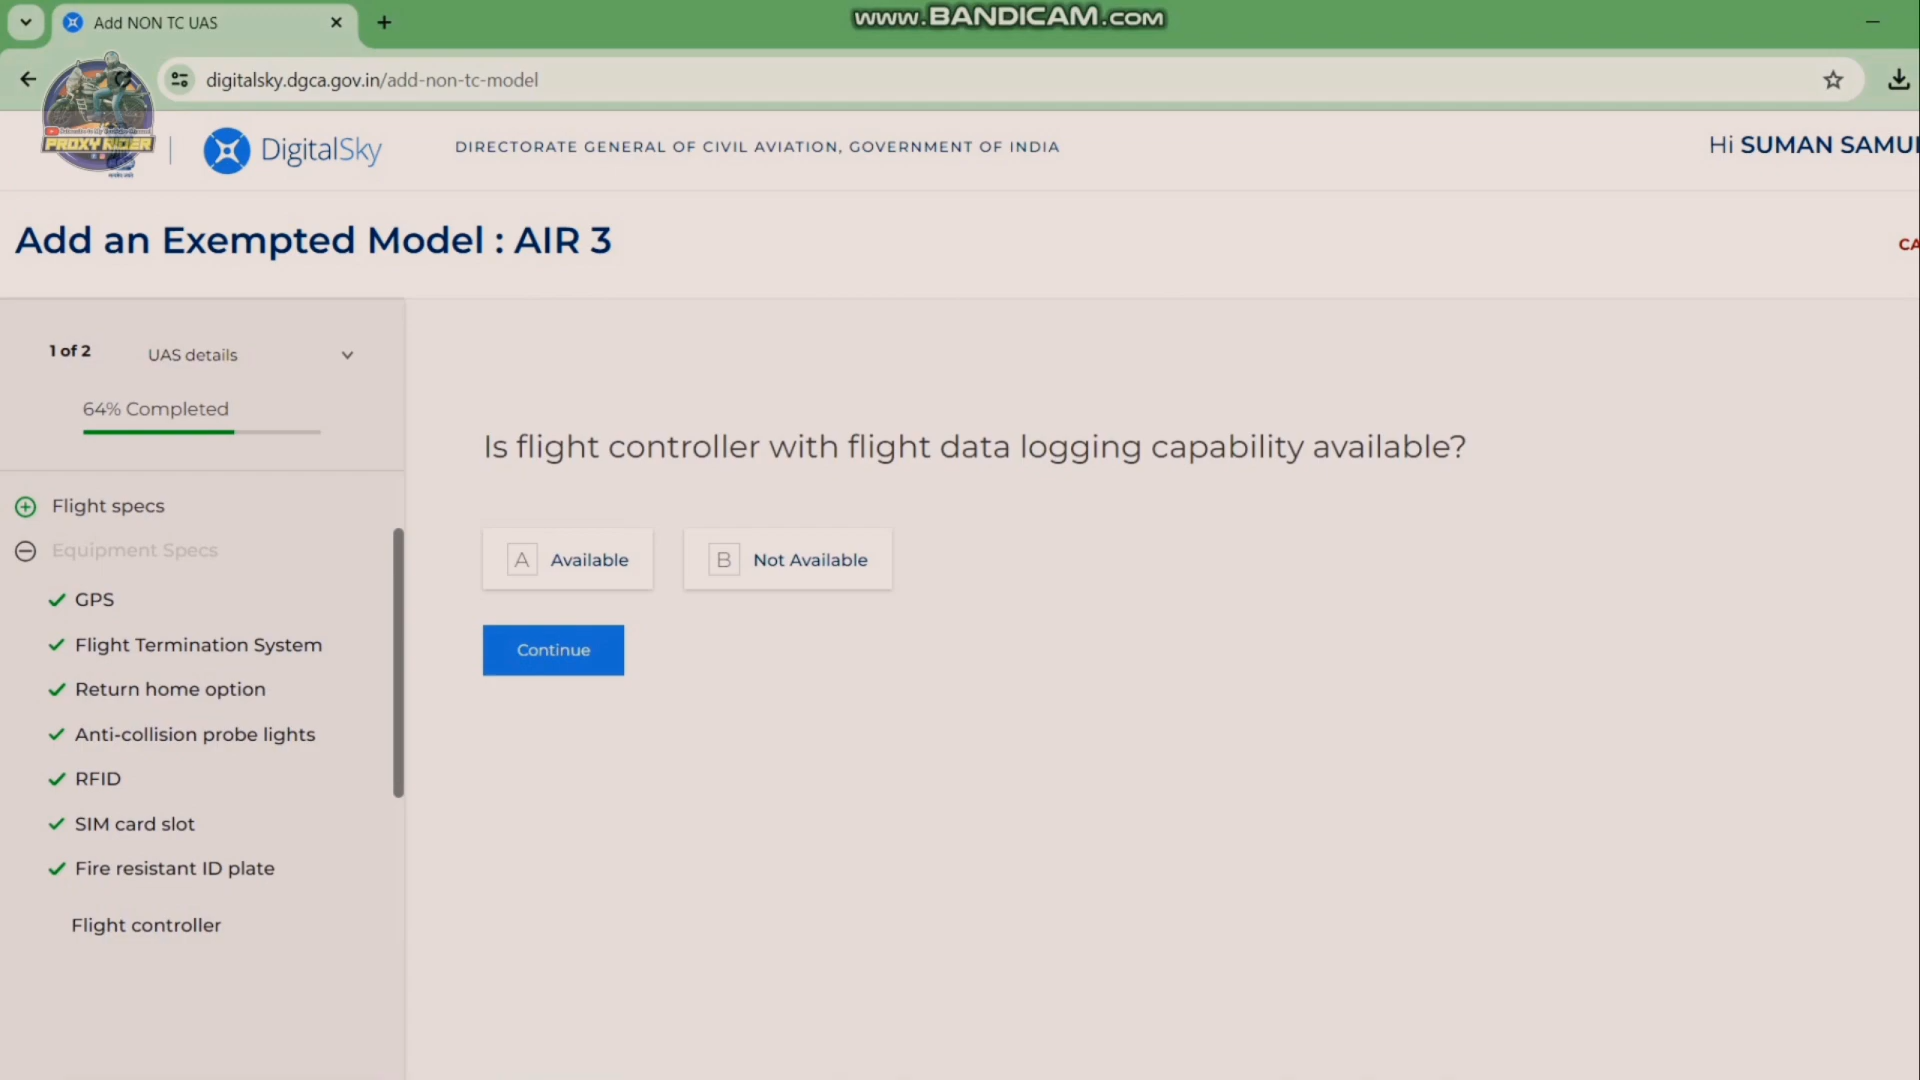 Add NON TC UAS
www.BANDICAM.com
digitalsky.dgca.gov.in/add-non-tc-model
PROXY RIDER
DigitalSky
DIRECTORATE GENERAL OF CIVIL AVIATION, GOVERNMENT OF INDIA
Hi SUMAN SAMUI
Add an Exempted Model : AIR 3
CA
1 of 2
UAS details
64% Completed
Flight specs
Equipment Specs
GPS
Flight Termination System
Return home option
Anti-collision probe lights
RFID
SIM card slot
Fire resistant ID plate
Flight controller
Is flight controller with flight data logging capability available?
A Available
B Not Available
Continue